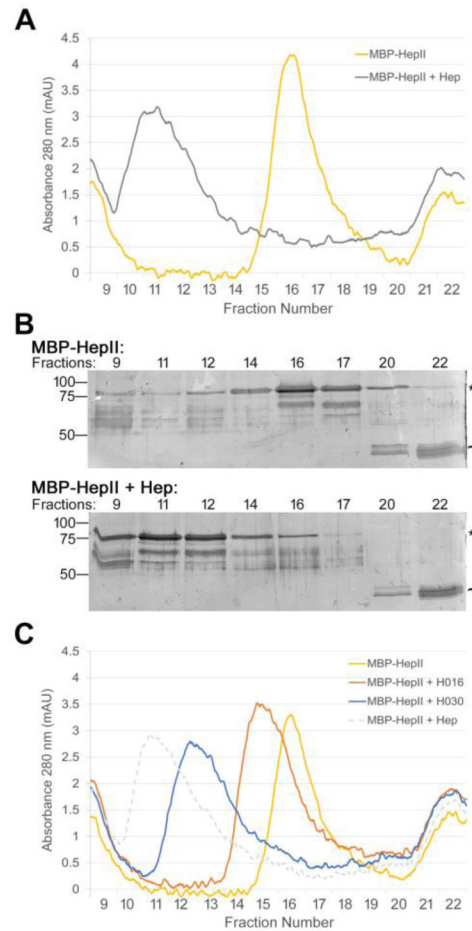 A
4.5
4
3.5
3
2.5
2
1.5
1
0.5
0
Absorbance 280 nm (mAU)
MBP-HepII
MBP-HepII + Hep
9 10 11 12 13 13 14 15 16 17 18 19 20 21 22
Fraction Number
B
MBP-HepII:
Fractions: 9 11 12 14 16 17 20 22
100
75
50
*
MBP-HepII + Hep:
Fractions: 9 11 12 14 16 17 20 22
100
75
50
*
C
4.5
4
3.5
3
2.5
2
1.5
1
0.5
0
Absorbance 280 nm (mAU)
MBP-HepII
MBP-HepII + H016
MBP-HepII + H030
MBP-HepII + Hep
9 10 11 12 13 14 15 16 17 18 19 20 21 22
Fraction Number